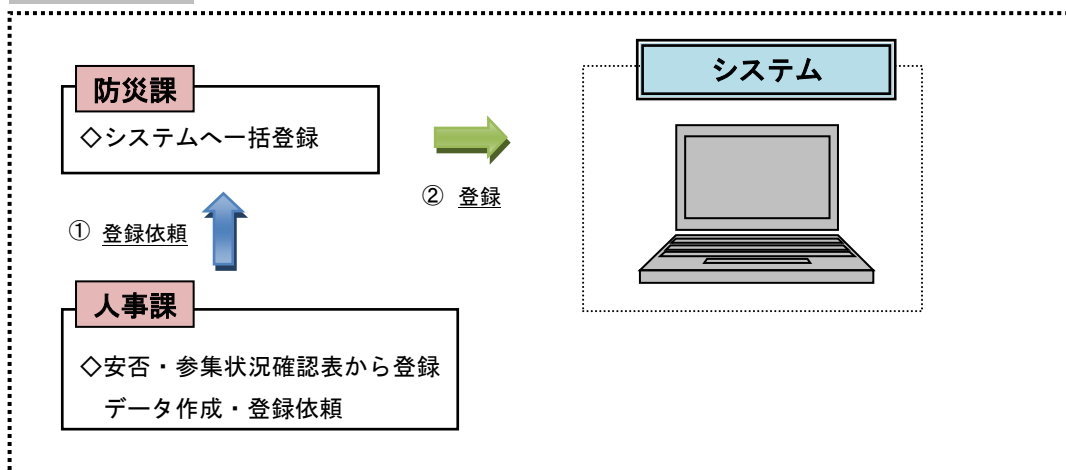 防災課
◇システムへ一括登録
システム
② 登録
① 登録依頼
人事課
◇安否・参集状況確認表から登録
データ作成・登録依頼